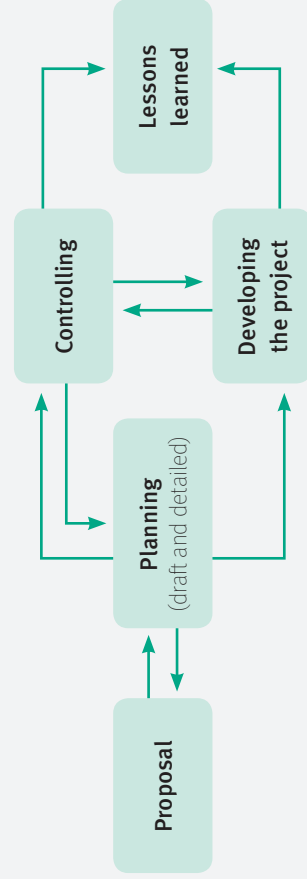 Proposal
Planning
(draft and detailed)
Controlling
Developing
the project
Lessons
learned